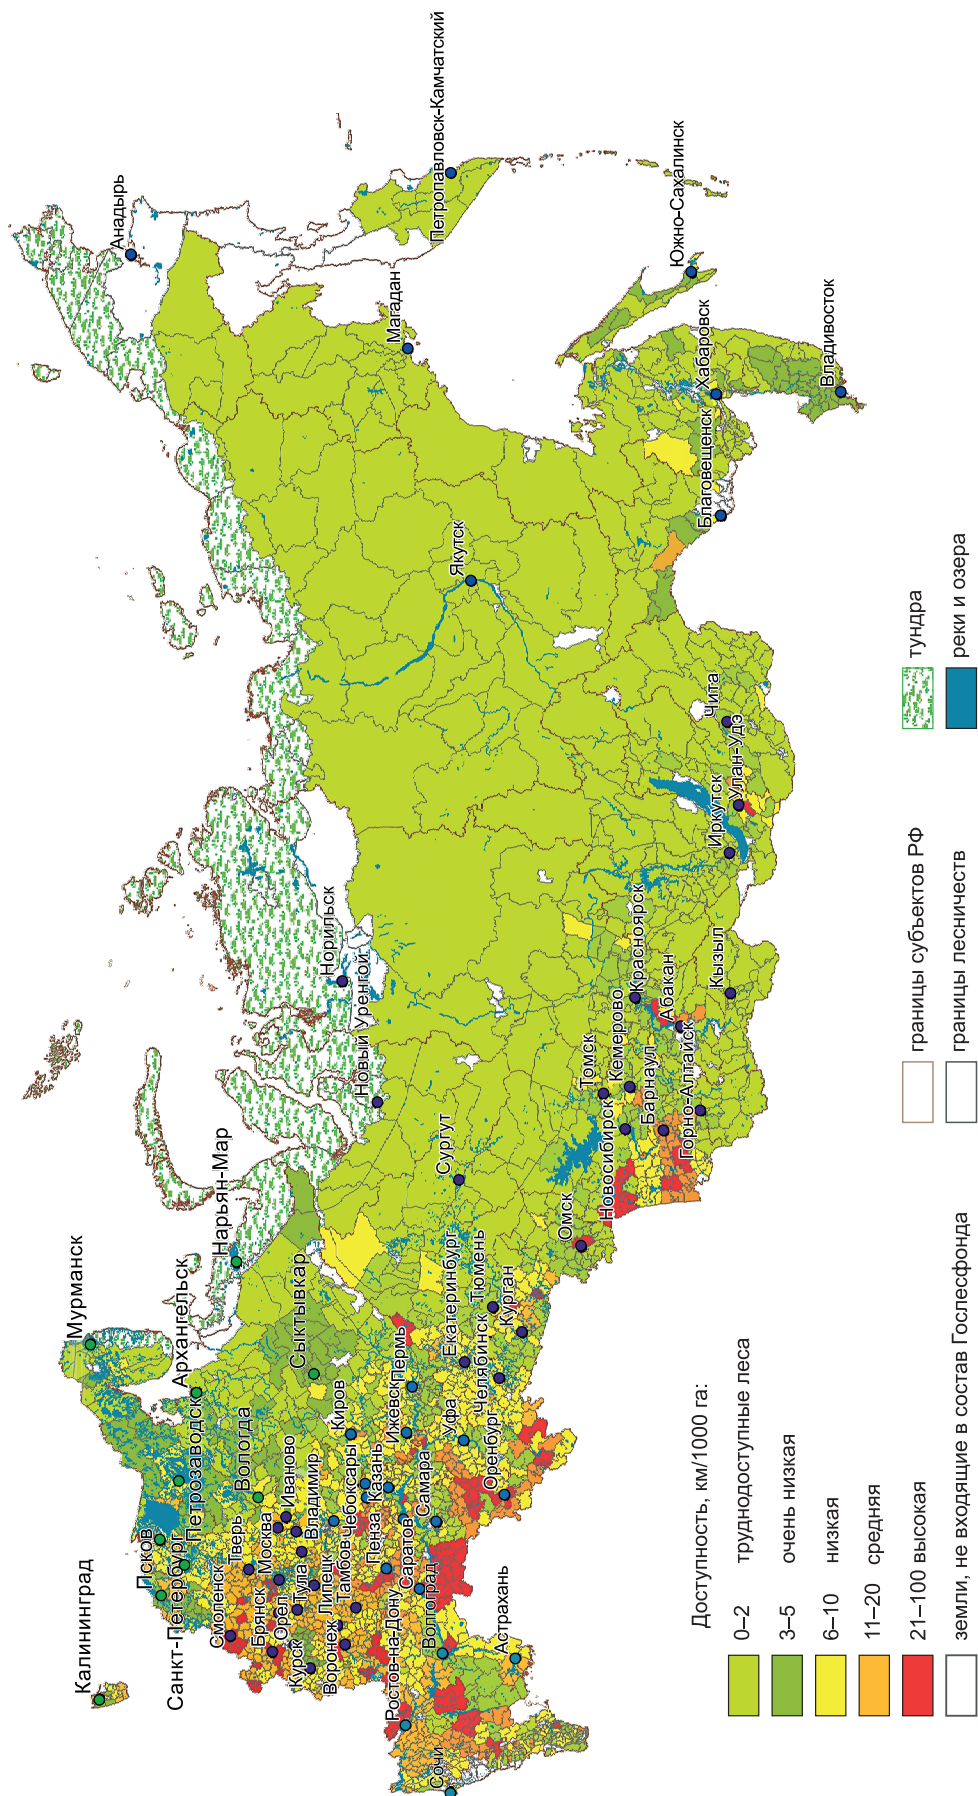 Калининград
Мурманск
Псков
Санкт-Петербург
Петрозаводск
Архангельск
Нарьян-Мар
Вологда
Смоленск
Тверь
Москва
Иваново
Владимир
Брянск
Орел
Тула
Курск
Липецк
Воронеж
Тамбов
Чебоксары
Киров
Сыктывкар
Пенза
Казань
Ижевск
Пермь
Саратов
Самара
Уфа
Екатеринбург
Челябинск
Тюмень
Курган
Оренбург
Ростов-на-Дону
Волгоград
Астрахань
Сочи
Сургут
Новый Уренгой
Норильск
Омск
Новосибирск
Томск
Кемерово
Барнаул
Горно-Алтайск
Абакан
Красноярск
Кызыл
Иркутск
Улан-Удэ
Чита
Якутск
Магадан
Анадырь
Петропавловск-Камчатский
Благовещенск
Хабаровск
Южно-Сахалинск
Владивосток
Доступность, км/1000 га:
0–2 труднодоступные леса
3–5 очень низкая
6–10 низкая
11–20 средняя
21–100 высокая
земли, не входящие в состав Гослесфонда
границы субъектов РФ
границы лесничеств
тундра
реки и озера